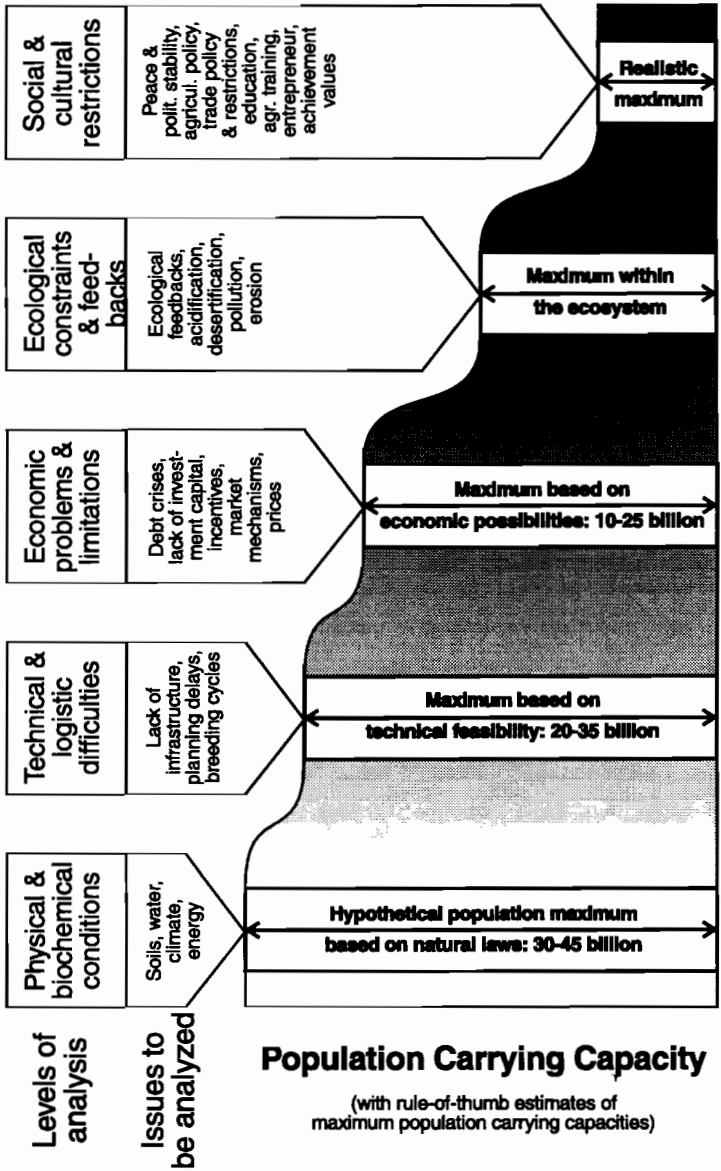 Levels of
analysis
Physical &
biochemical
conditions
Technical &
logistic
difficulties
Economic
problems &
limitations
Ecological
constraints
& feed-
backs
Social &
cultural
restrictions
Issues to
be analyzed
Soils, water,
climate,
energy
Lack of
infrastructure,
planning delays,
breeding cycles
Debt crises,
lack of invest-
ment capital,
incentives,
market
mechanisms,
prices
Ecological
feedbacks,
acidification,
desertification,
pollution,
erosion
Peace &
polit. stability,
agricul. policy,
trade policy
& restrictions,
education,
agr. training,
entrepreneur,
achievement
values
Population Carrying Capacity
(with rule-of-thumb estimates of
maximum population carrying capacities)
Hypothetical population maximum
based on natural laws: 30-45 billion
Maximum based on
technical feasibility: 20-35 billion
Maximum based on
economic possibilities: 10-25 billion
Maximum within
the ecosystem
Realistic
maximum